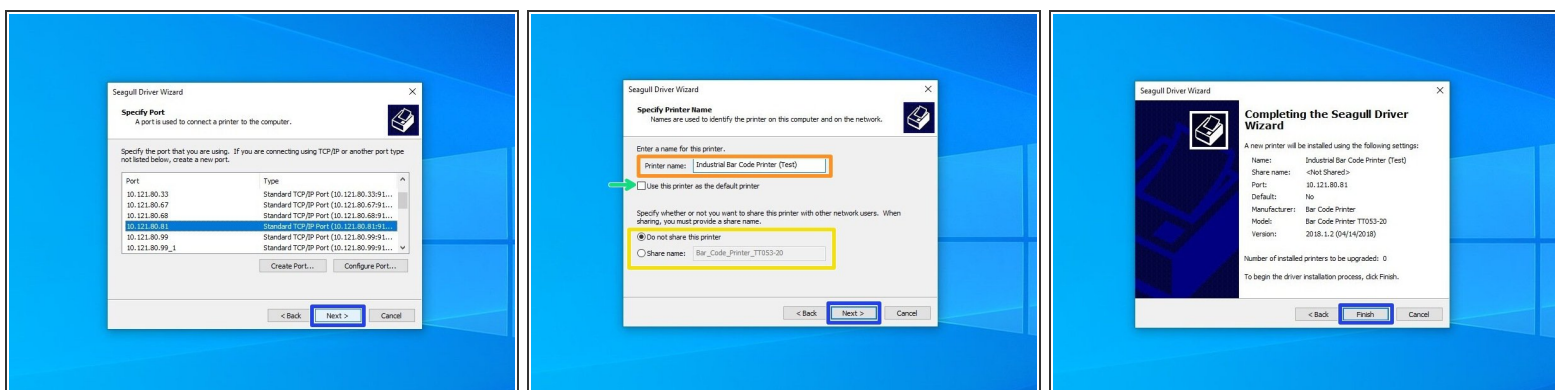 Seagull Driver Wizard
Specify Port
A port is used to connect a printer to the computer.
Specify the port that you are using. If you are connecting using TCP/IP or another port type
not listed below, create a new port.
Port Type
10.121.80.33 Standard TCP/IP Port (10.121.80.33:91...
10.121.80.67 Standard TCP/IP Port (10.121.80.67:91...
10.121.80.68 Standard TCP/IP Port (10.121.80.68:91...
10.121.80.81 Standard TCP/IP Port (10.121.80.81:91...
10.121.80.99 Standard TCP/IP Port (10.121.80.99:91...
10.121.80.99_1 Standard TCP/IP Port (10.121.80.99:91...
Create Port... Configure Port...
< Back Next > Cancel
Seagull Driver Wizard
Specify Printer Name
Names are used to identify the printer on this computer and on the network.
Enter a name for this printer.
Printer name: Industrial Bar Code Printer (Test)
Use this printer as the default printer
Specify whether or not you want to share this printer with other network users. When
sharing, you must provide a share name.
Do not share this printer
Share name: Bar_Code_Printer_TT053-20
< Back Next > Cancel
Seagull Driver Wizard
Completing the Seagull Driver
Wizard
A new printer will be installed using the following settings:
Name: Industrial Bar Code Printer (Test)
Share name: <Not Shared>
Port: 10.121.80.81
Default: No
Manufacturer: Bar Code Printer
Model: Bar Code Printer TT053-20
Version: 2018.1.2 (04/14/2018)
Number of installed printers to be upgraded: 0
To begin the driver installation process, click Finish.
< Back Finish Cancel